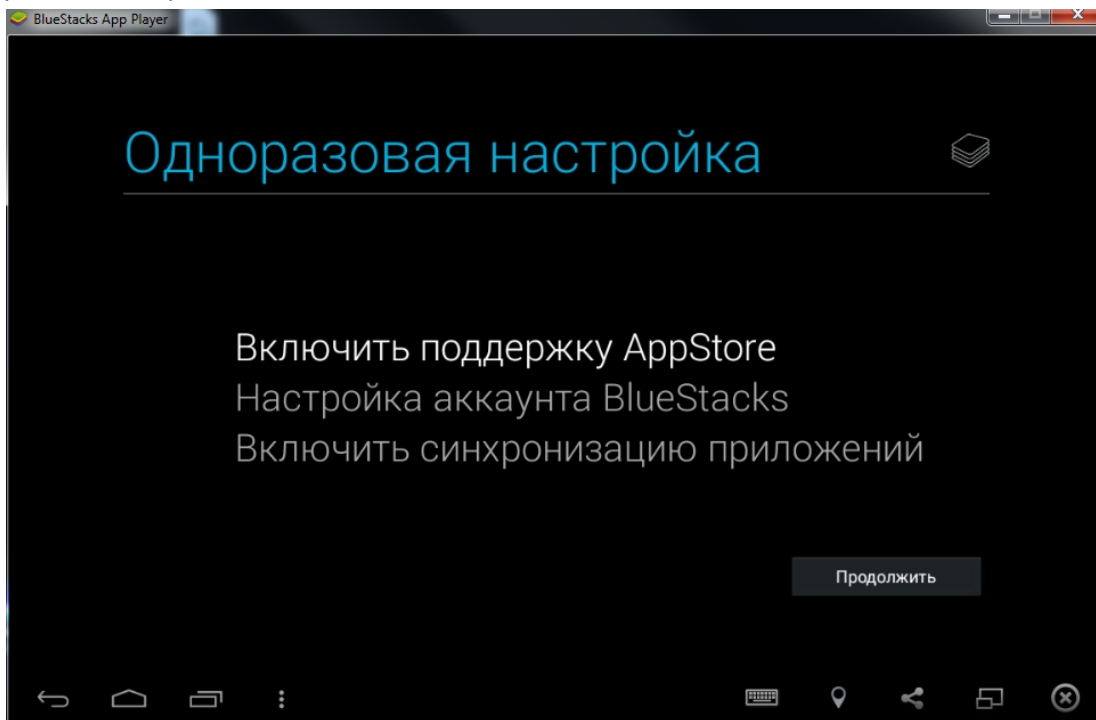 BlueStacks App Player
Одноразовая настройка
Включить поддержку AppStore
Настройка аккаунта BlueStacks
Включить синхронизацию приложений
Продолжить